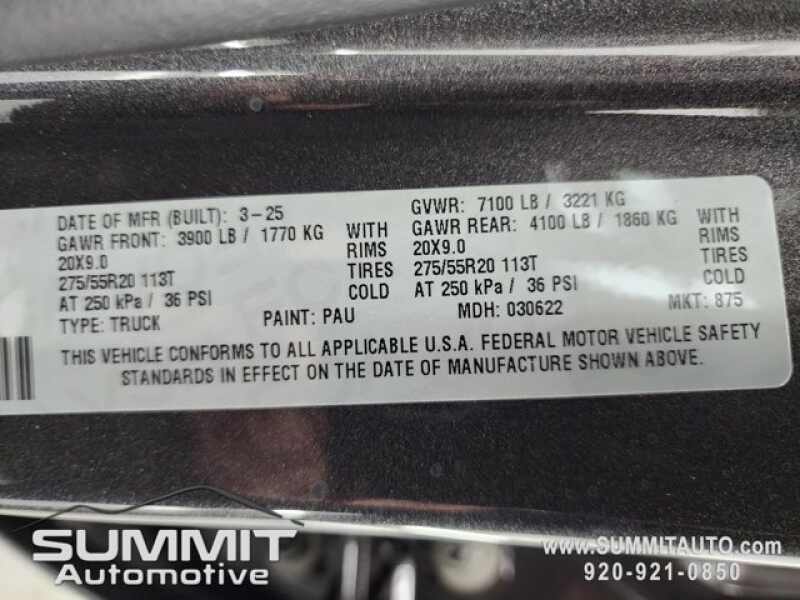 DATE OF MFR (BUILT): 3-25 GVWR: 7100 LB / 3221 KG
GAWR FRONT: 3900 LB / 1770 KG WITH GAWR REAR: 4100 LB / 1860 KG WITH
20X9.0 RIMS 20X9.0 RIMS
275/55R20 113T TIRES 275/55R20 113T TIRES
AT 250 kPa / 36 PSI COLD AT 250 kPa / 36 PSI COLD
TYPE: TRUCK PAINT: PAU MDH: 030622 MKT: 875
THIS VEHICLE CONFORMS TO ALL APPLICABLE U.S.A. FEDERAL MOTOR VEHICLE SAFETY
STANDARDS IN EFFECT ON THE DATE OF MANUFACTURE SHOWN ABOVE.
SUMMIT
Automotive
www.SUMMITAUTO.com
920-921-0850